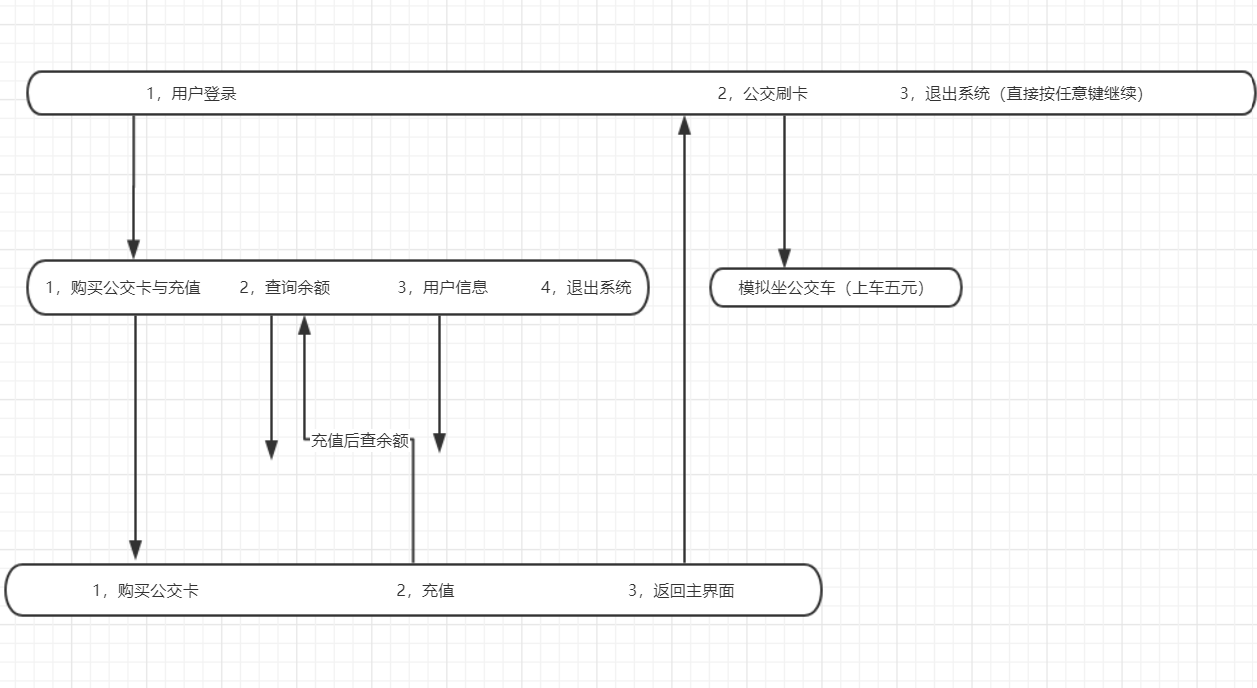 1，用户登录
2，公交刷卡
3，退出系统（直接按任意键继续）
1，购买公交卡与充值
2，查询余额
3，用户信息
4，退出系统
模拟坐公交车（上车五元）
充值后查余额
1，购买公交卡
2，充值
3，返回主界面